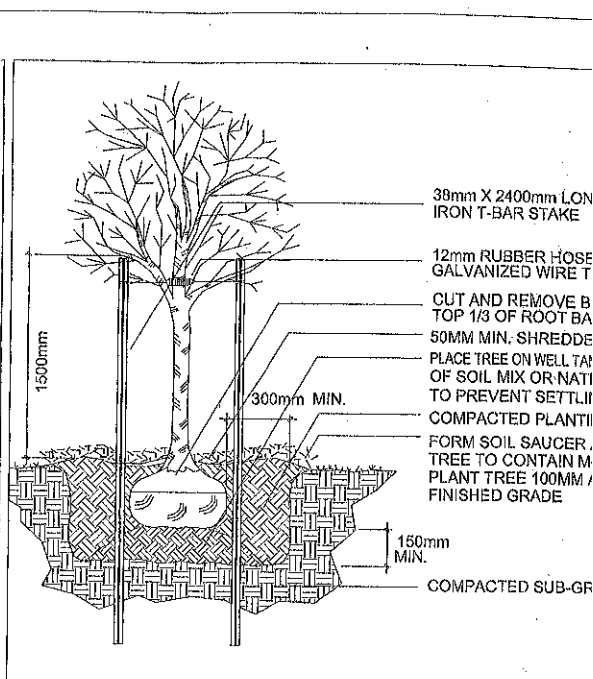 38mm X 2400mm LON
IRON T-BAR STAKE
12mm RUBBER HOSE
GALVANIZED WIRE T
CUT AND REMOVE B
TOP 1/3 OF ROOT BA
50MM MIN. SHREDDE
PLACE TREE ON WELL TAN
OF SOIL MIX OR NATI
TO PREVENT SETTLIN
COMPACTED PLANTI
FORM SOIL SAUCER A
TREE TO CONTAIN M
PLANT TREE 100MM A
FINISHED GRADE
1500mm
300mm MIN.
150mm
MIN.
COMPACTED SUB-GR